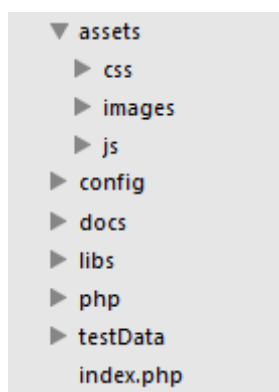 assets
css
images
js
config
docs
libs
php
testData
index.php